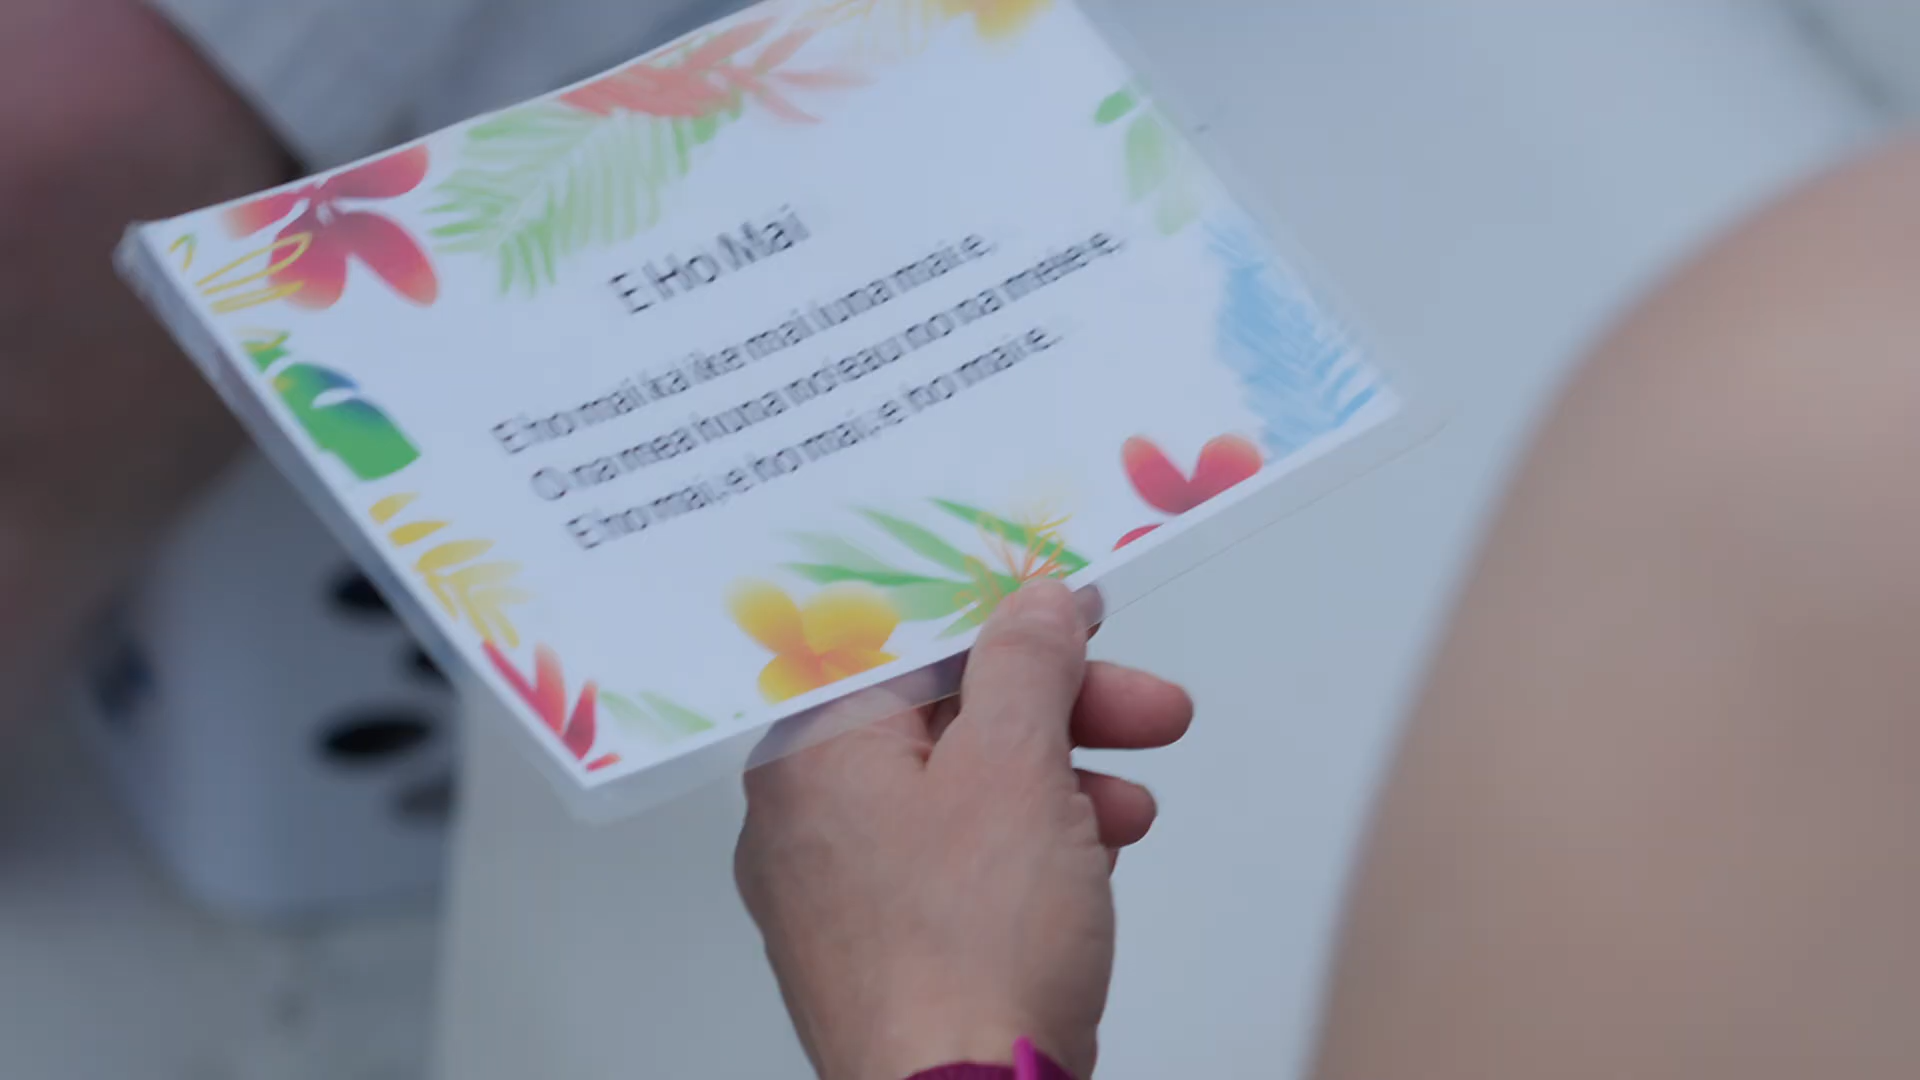 E Ho Mai
E ho mai ka ike mai luna mai e,
O na mea huna no eau no na mele e,
E ho mai, e ho mai, e ho mai e.